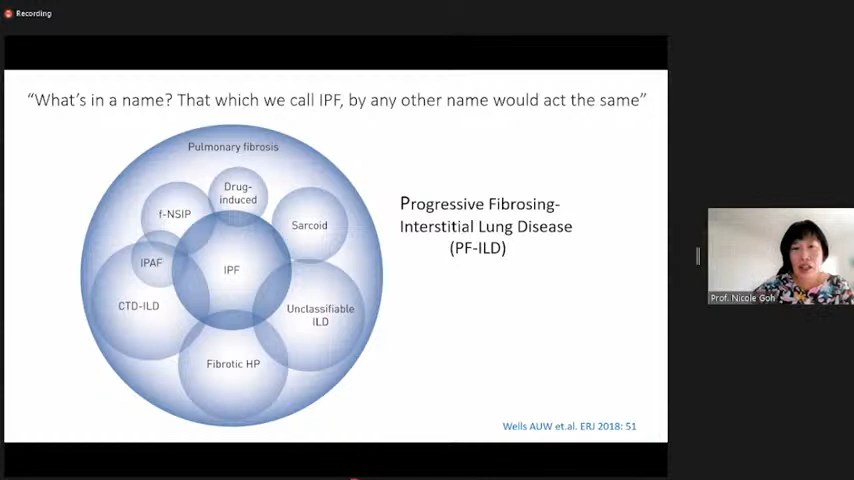 Recording
“What’s in a name? That which we call IPF, by any other name would act the same”
Pulmonary fibrosis
Drug-
induced
f-NSIP
Sarcoid
IPAF
IPF
CTD-ILD
Unclassifiable
ILD
Fibrotic HP
Progressive Fibrosing-
Interstitial Lung Disease
(PF-ILD)
Wells AUW et.al. ERJ 2018: 51
Prof. Nicole Goh